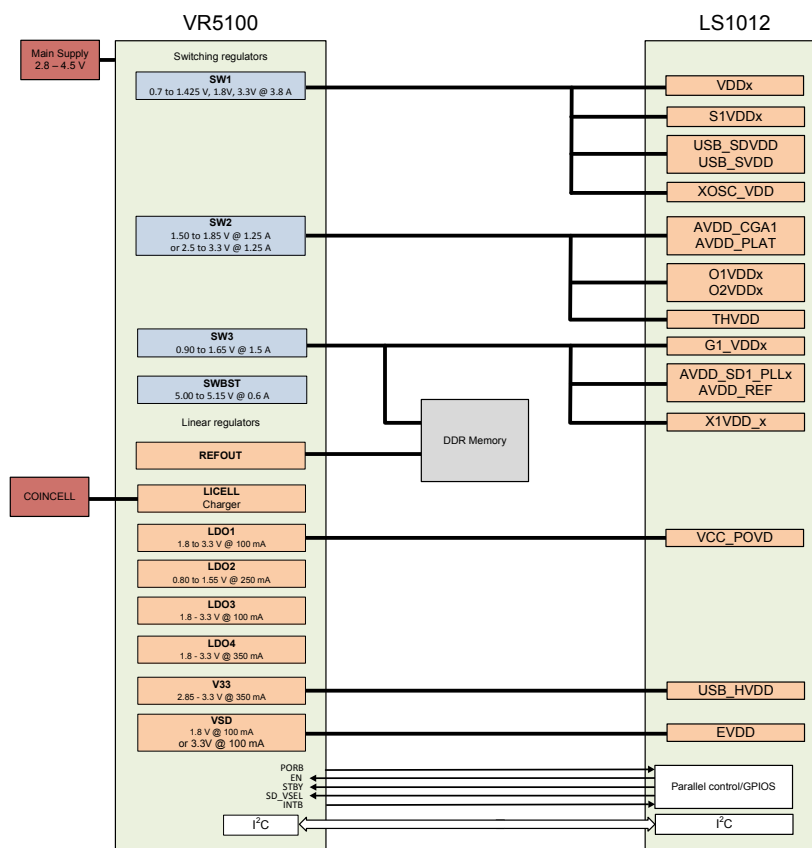 VR5100
LS1012
Main Supply
2.8 – 4.5 V
Switching regulators
SW1
0.7 to 1.425 V, 1.8V, 3.3V @ 3.8 A
VDDx
S1VDDx
USB_SDVDD
USB_SVDD
XOSC_VDD
SW2
1.50 to 1.85 V @ 1.25 A
or 2.5 to 3.3 V @ 1.25 A
AVDD_CGA1
AVDD_PLAT
O1VDDx
O2VDDx
THVDD
SW3
0.90 to 1.65 V @ 1.5 A
G1_VDDx
SWBST
5.00 to 5.15 V @ 0.6 A
AVDD_SD1_PLLx
AVDD_REF
X1VDD_x
Linear regulators
DDR Memory
REFOUT
COINCELL
LICELL
Charger
LDO1
1.8 to 3.3 V @ 100 mA
VCC_POVD
LDO2
0.80 to 1.55 V @ 250 mA
LDO3
1.8 - 3.3 V @ 100 mA
LDO4
1.8 - 3.3 V @ 350 mA
V33
2.85 - 3.3 V @ 350 mA
USB_HVDD
VSD
1.8 V @ 100 mA
or 3.3V @ 100 mA
EVDD
PORB
EN
STBY
SD_VSEL
INTB
Parallel control/GPIOS
I²C
I²C